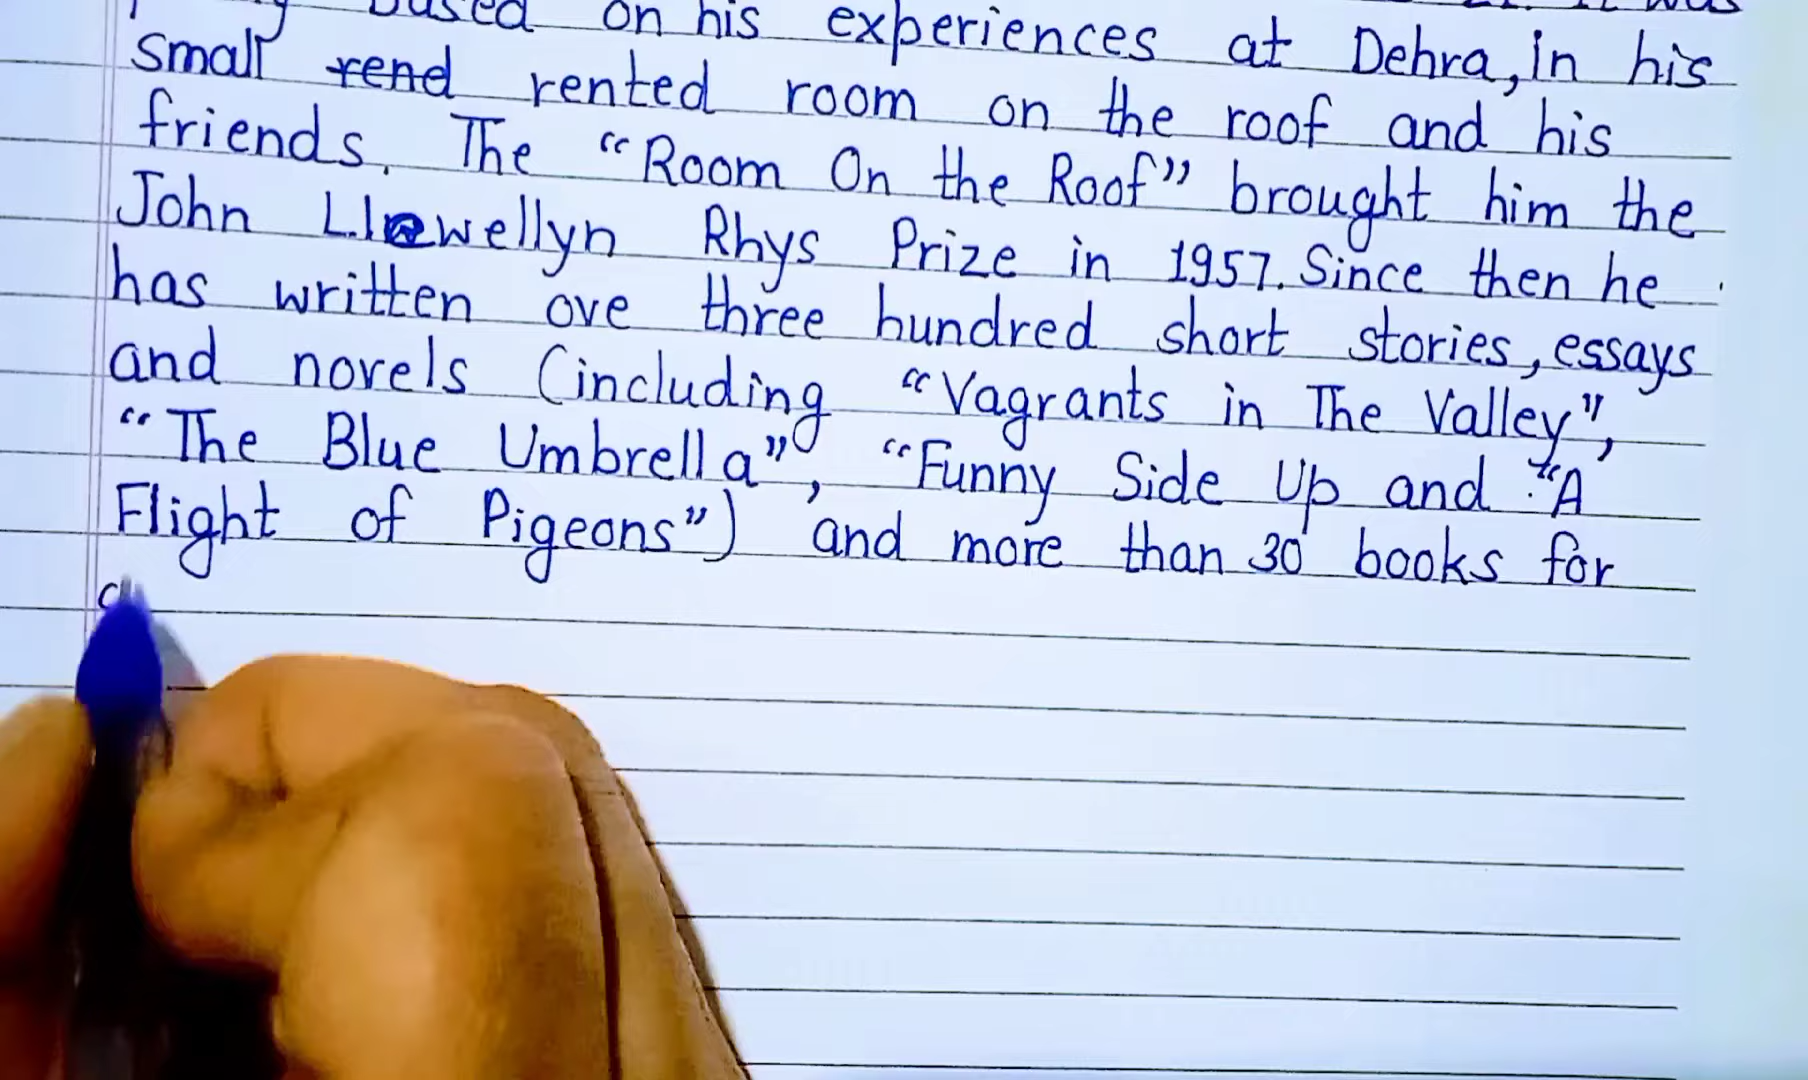 based on his experiences at Dehra, in his
small rend rented room on the roof and his
friends. The “Room On the Roof” brought him the
John Llewellyn Rhys Prize in 1957. Since then he
has written ove three hundred short stories, essays
and novels (including “Vagrants in The Valley”,
“The Blue Umbrella”, “Funny Side Up and “A
Flight of Pigeons”) and more than 30 books for